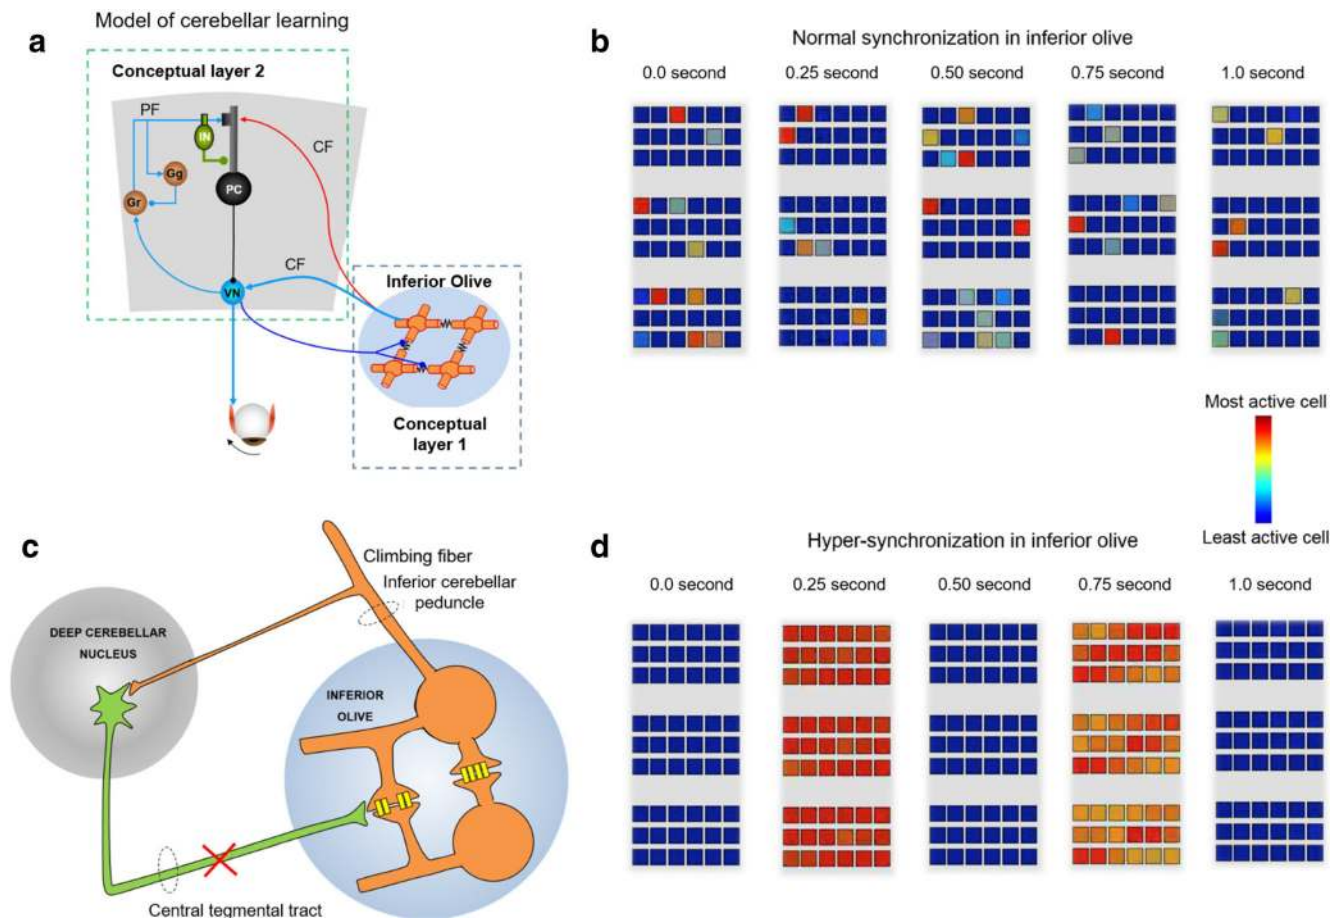 Model of cerebellar learning
a
Conceptual layer 2
PF
IN
CF
Gg
PC
Gr
CF
VN
Inferior Olive
Conceptual
layer 1
b
Normal synchronization in inferior olive
0.0 second
0.25 second
0.50 second
0.75 second
1.0 second
Most active cell
Least active cell
c
Climbing fiber
Inferior cerebellar
peduncle
DEEP CEREBELLAR
NUCLEUS
INFERIOR
OLIVE
Central tegmental tract
d
Hyper-synchronization in inferior olive
0.0 second
0.25 second
0.50 second
0.75 second
1.0 second